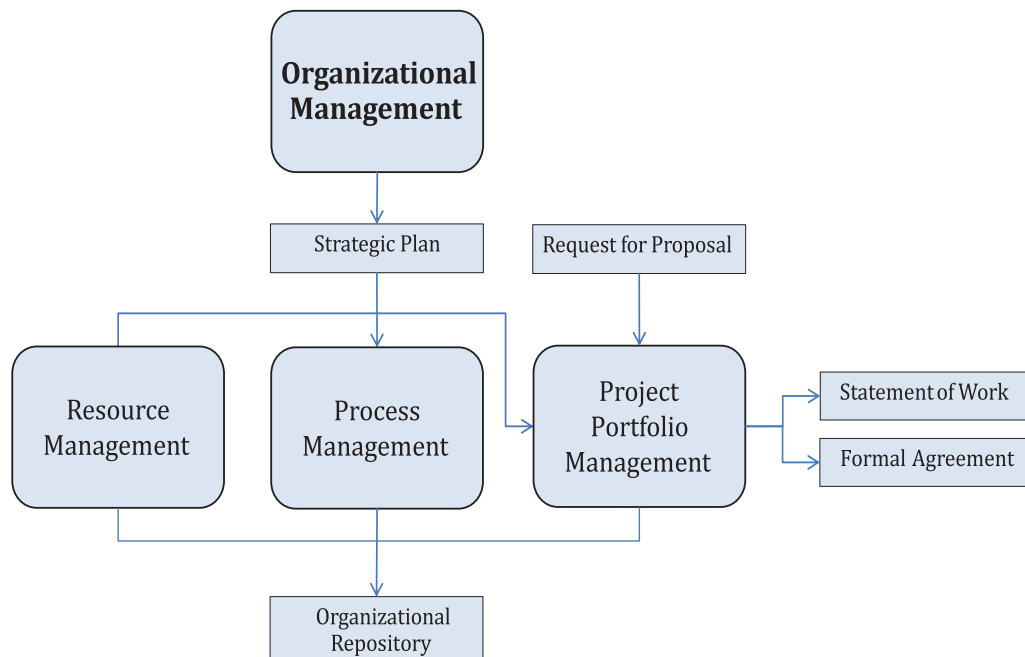 Organizational
Management
Strategic Plan
Request for Proposal
Resource
Management
Process
Management
Project
Portfolio
Management
Statement of Work
Formal Agreement
Organizational
Repository